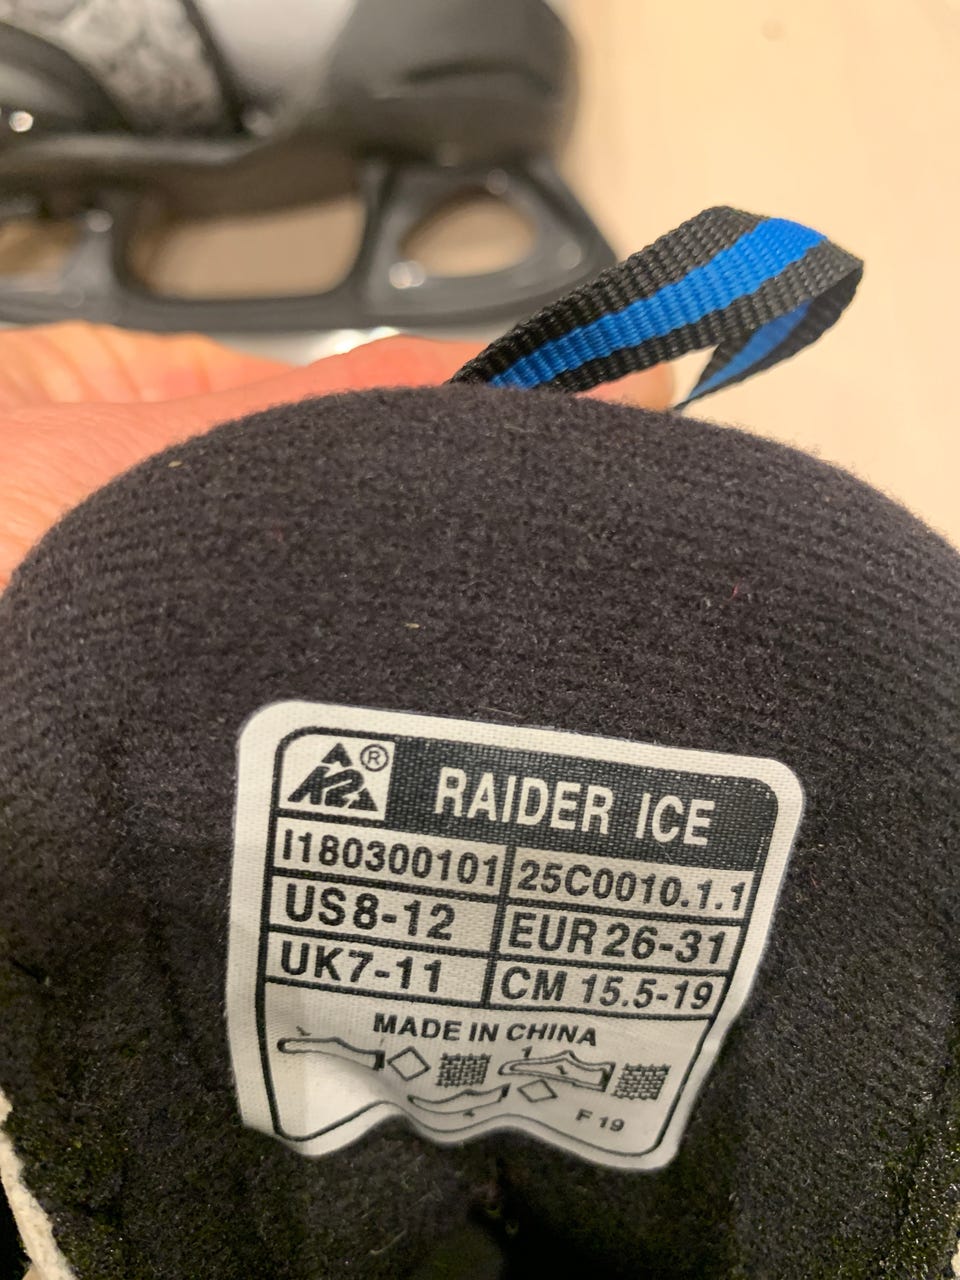 K2 ® RAIDER ICE
I180300101 25C0010.1.1
US8-12 EUR26-31
UK7-11 CM 15.5-19
MADE IN CHINA
F 19